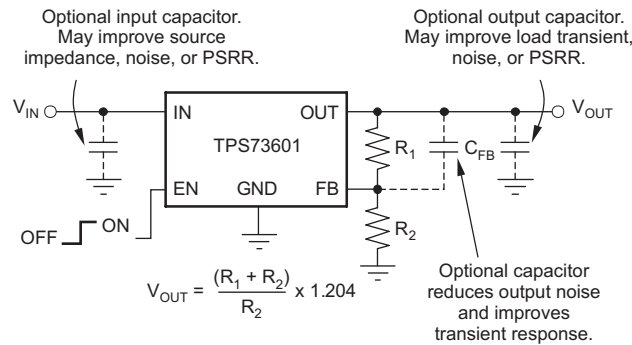 Optional input capacitor.
May improve source
impedance, noise, or PSRR.
Optional output capacitor.
May improve load transient,
noise, or PSRR.
VIN
IN
OUT
VOUT
TPS73601
R1
CFB
EN
GND
FB
OFF
ON
R2
VOUT = (R1 + R2)
R2
x 1.204
Optional capacitor
reduces output noise
and improves
transient response.